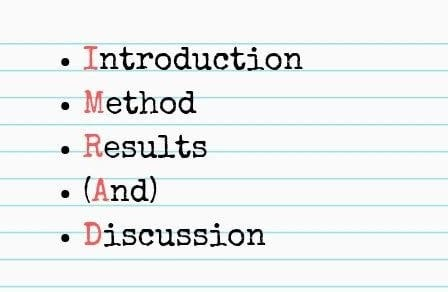 • Introduction
• Method
• Results
• (And)
• Discussion